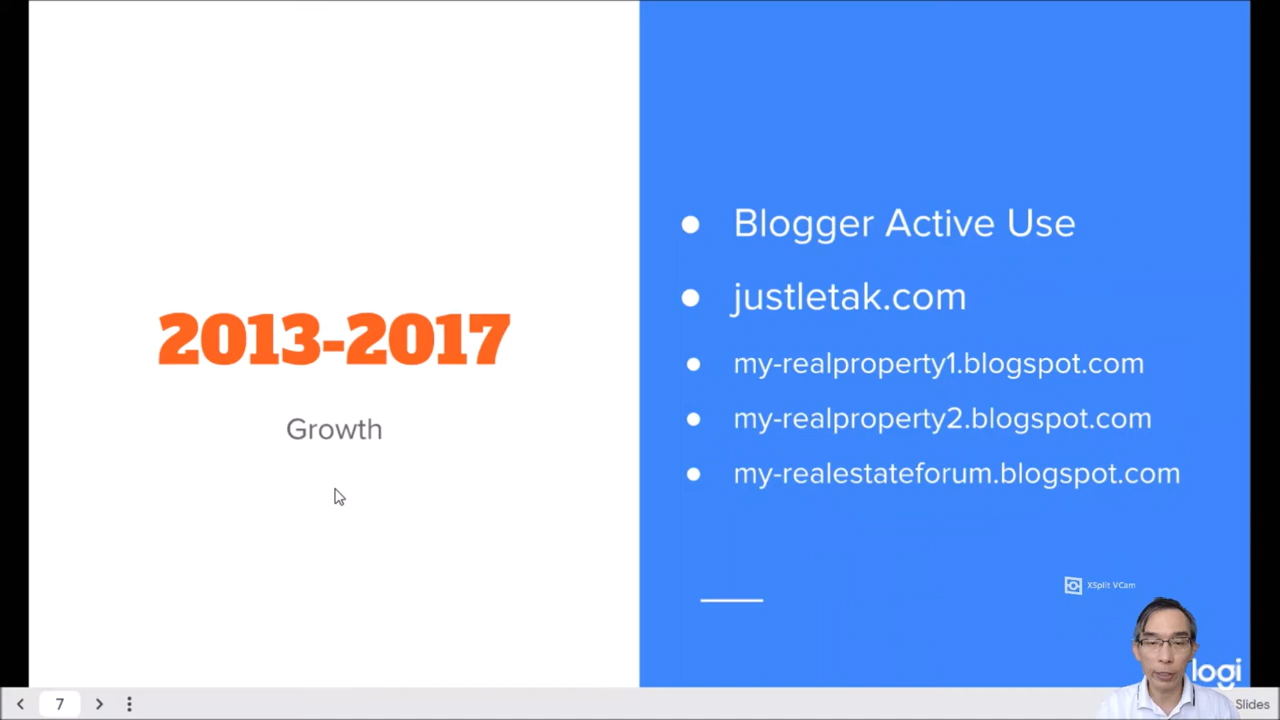 2013-2017
Growth
Blogger Active Use
justletak.com
my-realproperty1.blogspot.com
my-realproperty2.blogspot.com
my-realestateforum.blogspot.com
XSplit VCam
logi
7
Slides